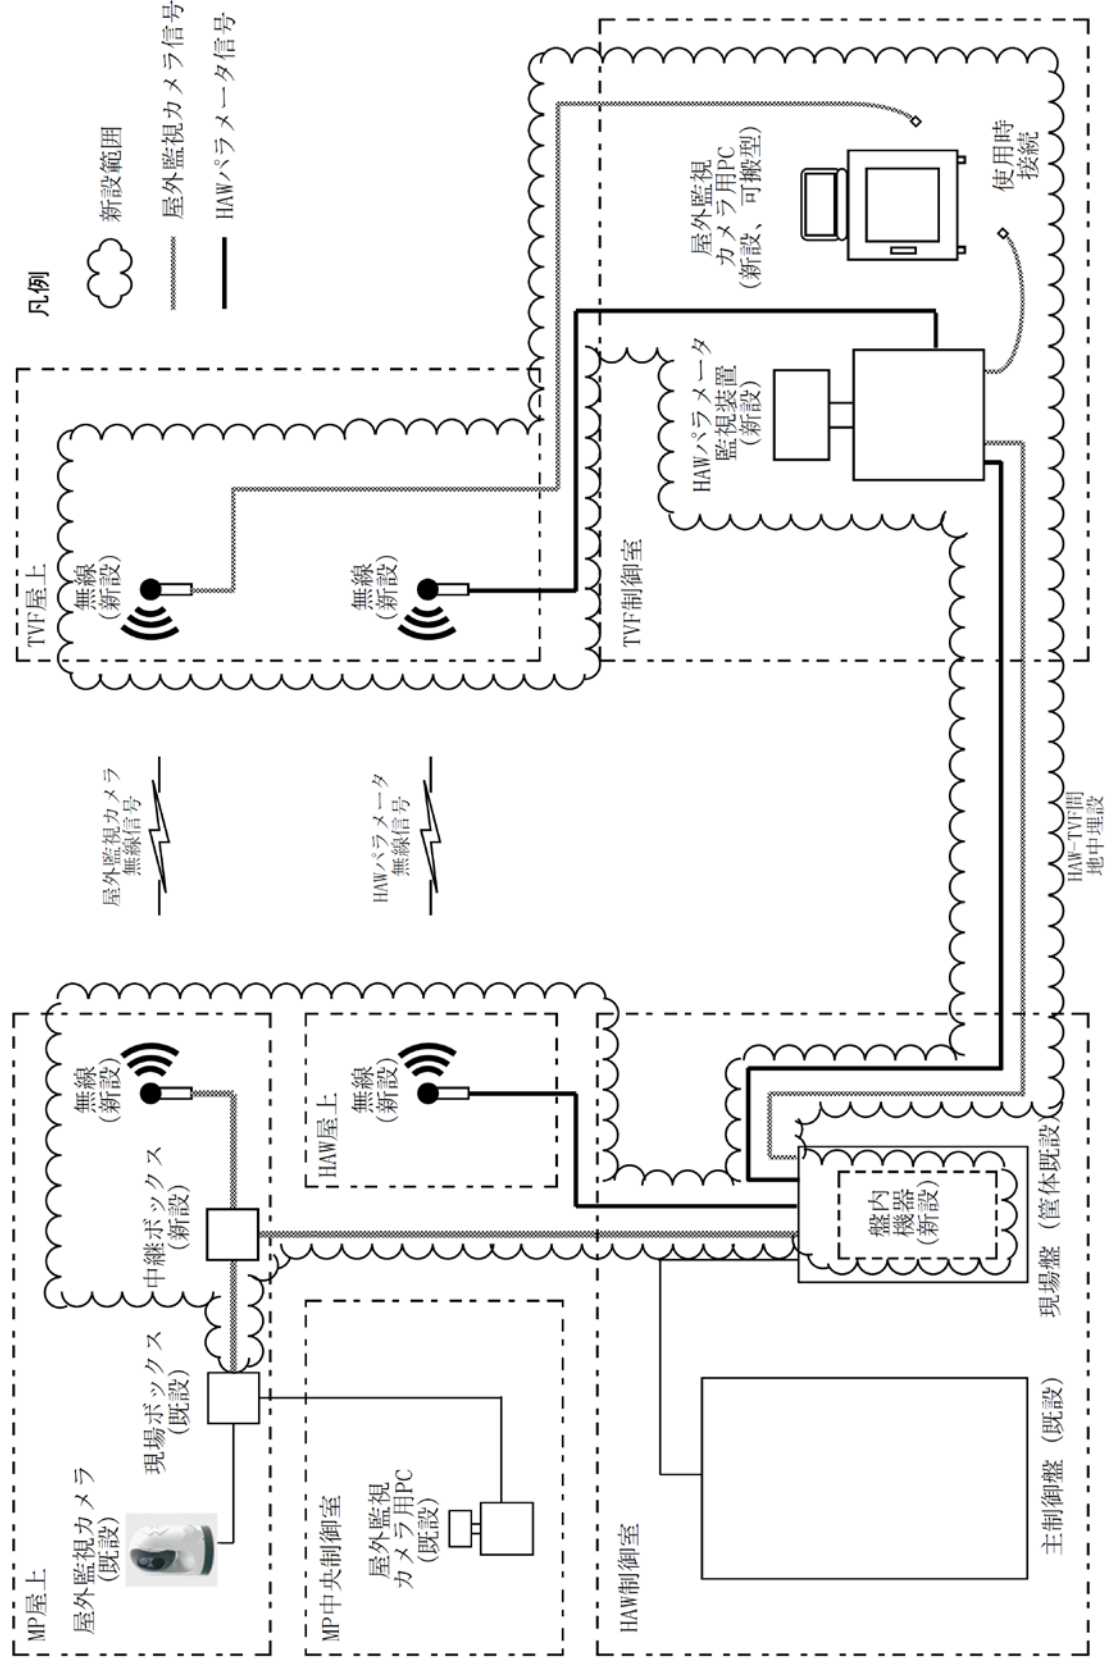 MP屋上
屋外監視カメラ
(既設)
現場ボックス
(既設)
中継ボックス
(新設)
無線
(新設)
屋外監視カメラ
無線信号
TVF屋上
無線
(新設)
凡例
新設範囲
屋外監視カメラ信号
HAWパラメータ信号
MP中央制御室
屋外監視
カメラ用PC
(既設)
HAW屋上
無線
(新設)
HAWパラメータ
無線信号
無線
(新設)
HAW制御室
主制御盤 (既設)
盤内
機器
(新設)
現場盤 (筐体既設)
HAW-TVF間
地中埋設
TVF制御室
HAWパラメータ
監視装置
(新設)
屋外監視
カメラ用PC
(新設、可搬型)
使用時
接続